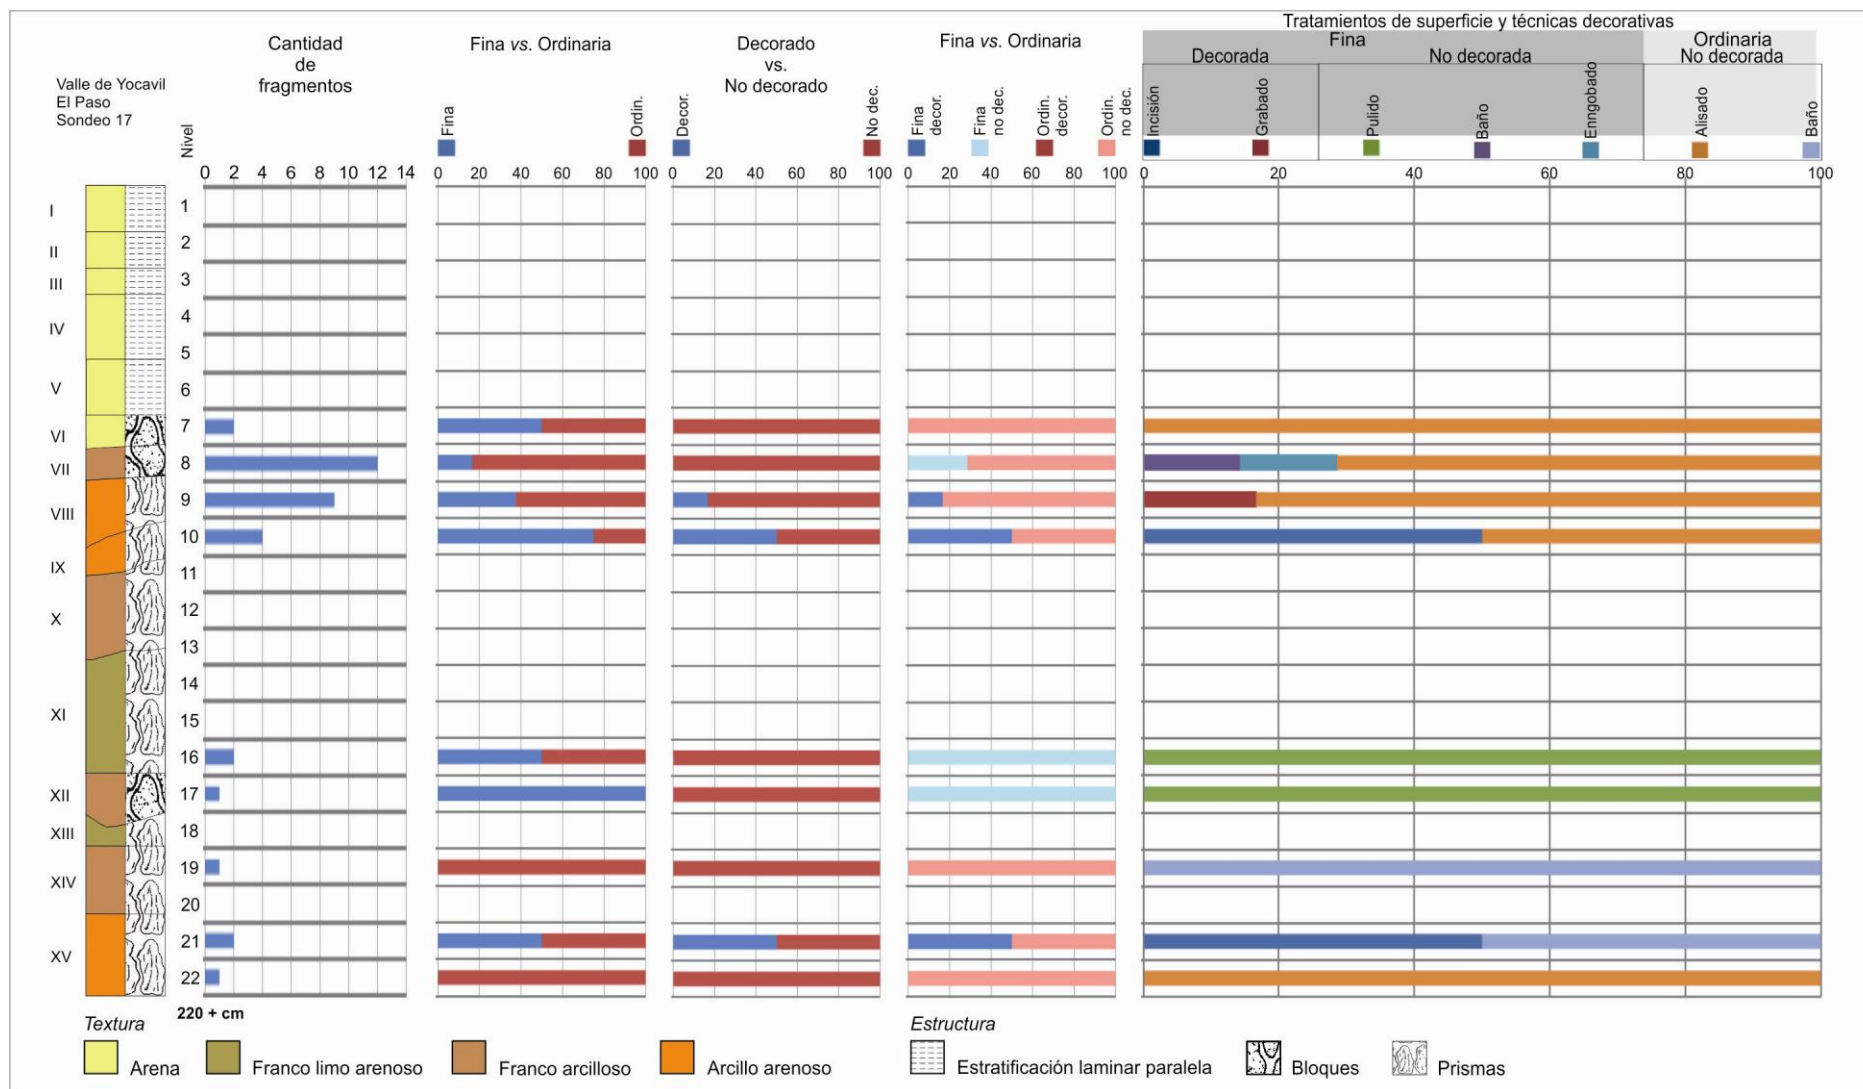 Valle de Yocavil
El Paso
Sondeo 17
Nivel
Cantidad
de
fragmentos
0 2 4 6 8 10 12 14
Fina vs. Ordinaria
Fina
Ordin.
0 20 40 60 80 100
Decorado
vs.
No decorado
Decor.
No dec.
0 20 40 60 80 100
Fina vs. Ordinaria
Fina
decor.
Fina
no dec.
Ordin.
decor.
Ordin.
no dec.
0 20 40 60 80 100
Tratamientos de superficie y técnicas decorativas
Fina
Ordinaria
Decorada
No decorada
No decorada
Incisión
Grabado
Pulido
Baño
Enngobado
Alisado
Baño
0 20 40 60 80 100
I
II
III
IV
V
VI
VII
VIII
IX
X
XI
XII
XIII
XIV
XV
1
2
3
4
5
6
7
8
9
10
11
12
13
14
15
16
17
18
19
20
21
22
220 + cm
Textura
Arena
Franco limo arenoso
Franco arcilloso
Arcillo arenoso
Estructura
Estratificación laminar paralela
Bloques
Prismas